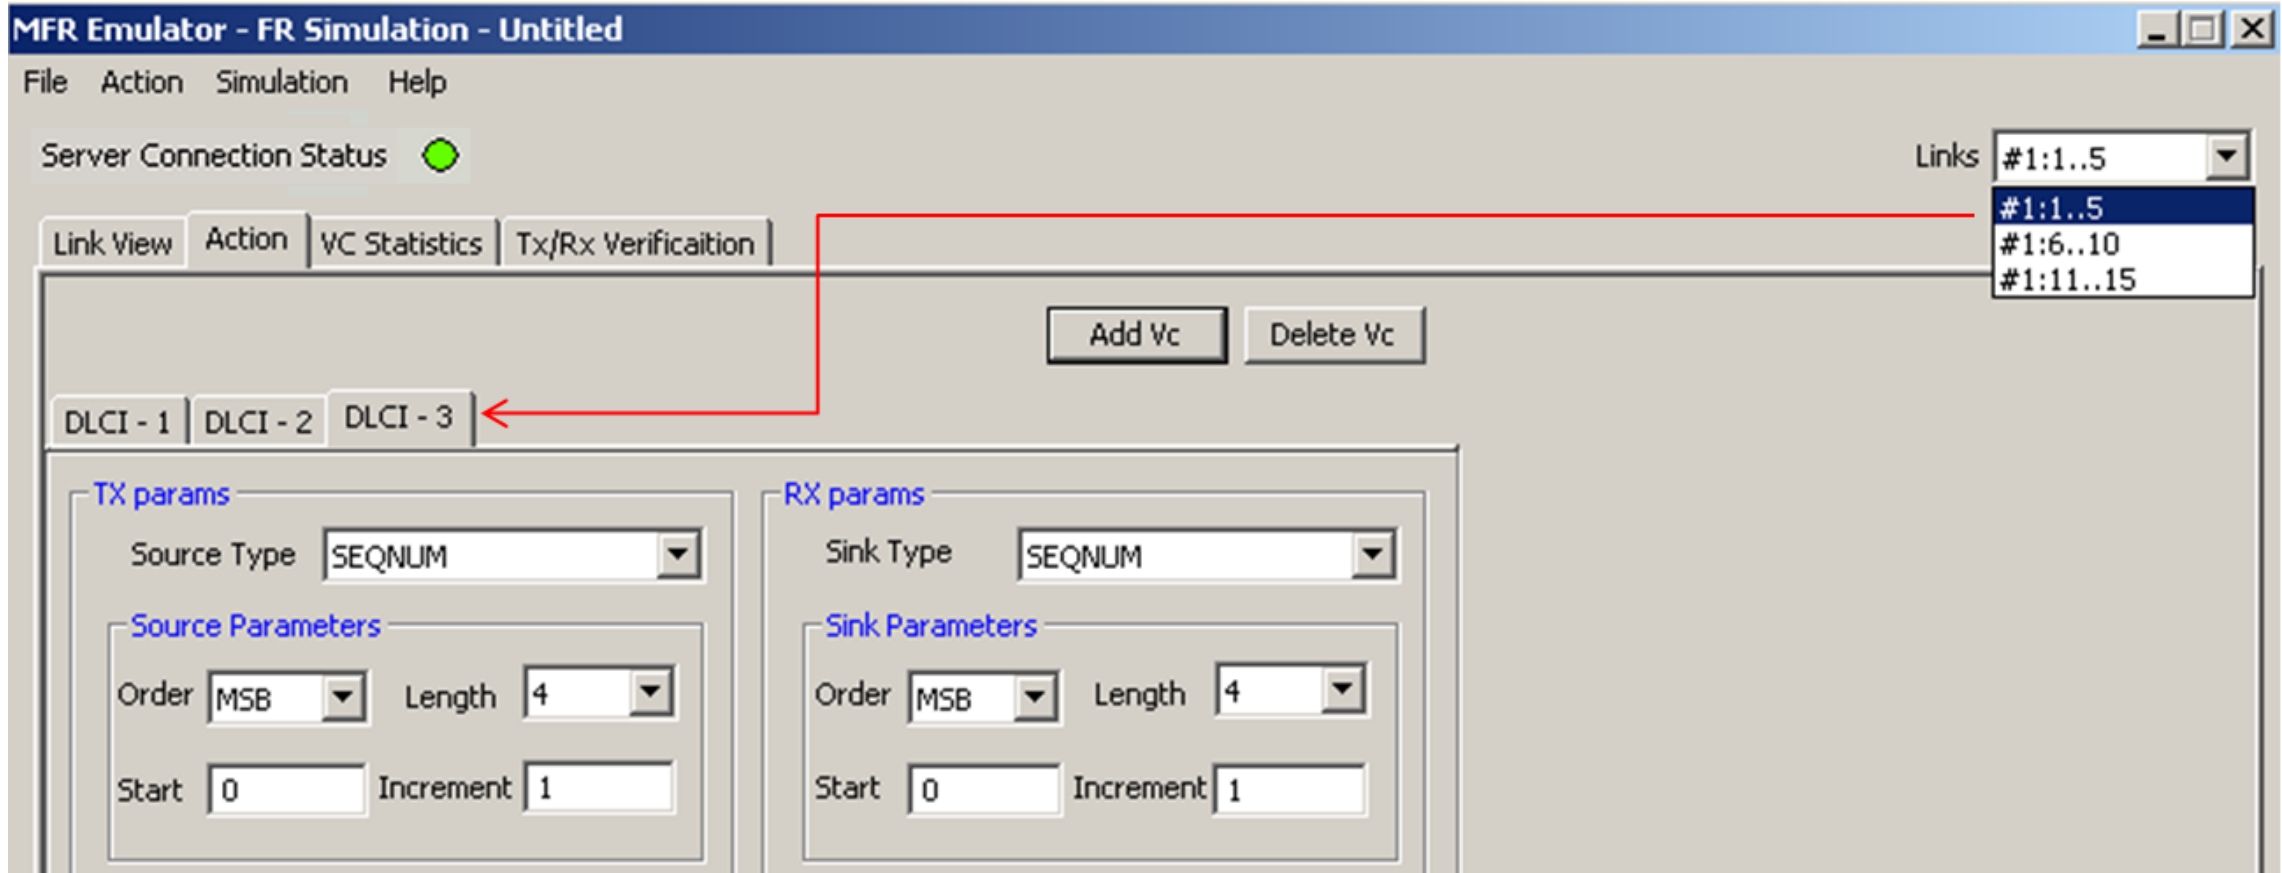 MFR Emulator - FR Simulation - Untitled
File Action Simulation Help
Server Connection Status
Links #1:1..5
#1:1..5
#1:6..10
#1:11..15
Link View Action VC Statistics Tx/Rx Verificaition
Add Vc Delete Vc
DLCI - 1 DLCI - 2 DLCI - 3
TX params RX params
Source Type SEQNUM Sink Type SEQNUM
Source Parameters Sink Parameters
Order MSB Length 4 Order MSB Length 4
Start 0 Increment 1 Start 0 Increment 1